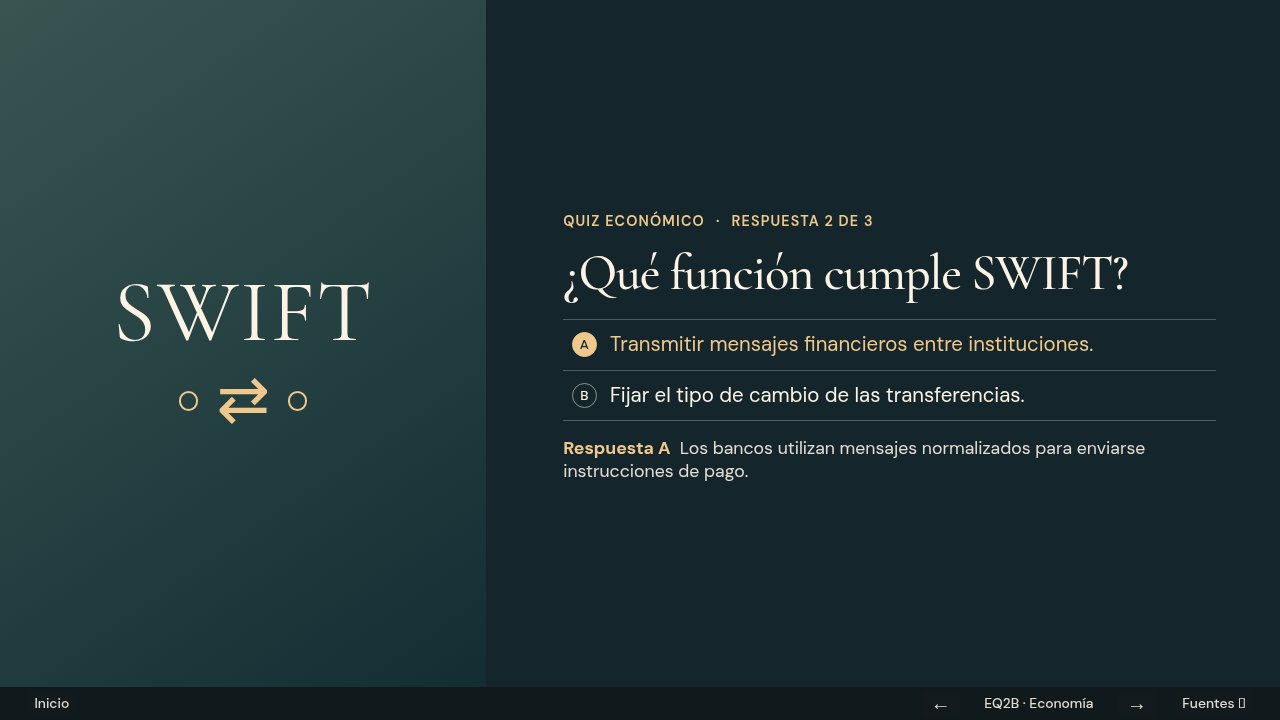 SWIFT
⇄
QUIZ ECONÓMICO · RESPUESTA 2 DE 3
¿Qué función cumple SWIFT?
A Transmitir mensajes financieros entre instituciones.
B Fijar el tipo de cambio de las transferencias.
Respuesta A Los bancos utilizan mensajes normalizados para enviarse
instrucciones de pago.
Inicio
← EQ2B · Economía → Fuentes